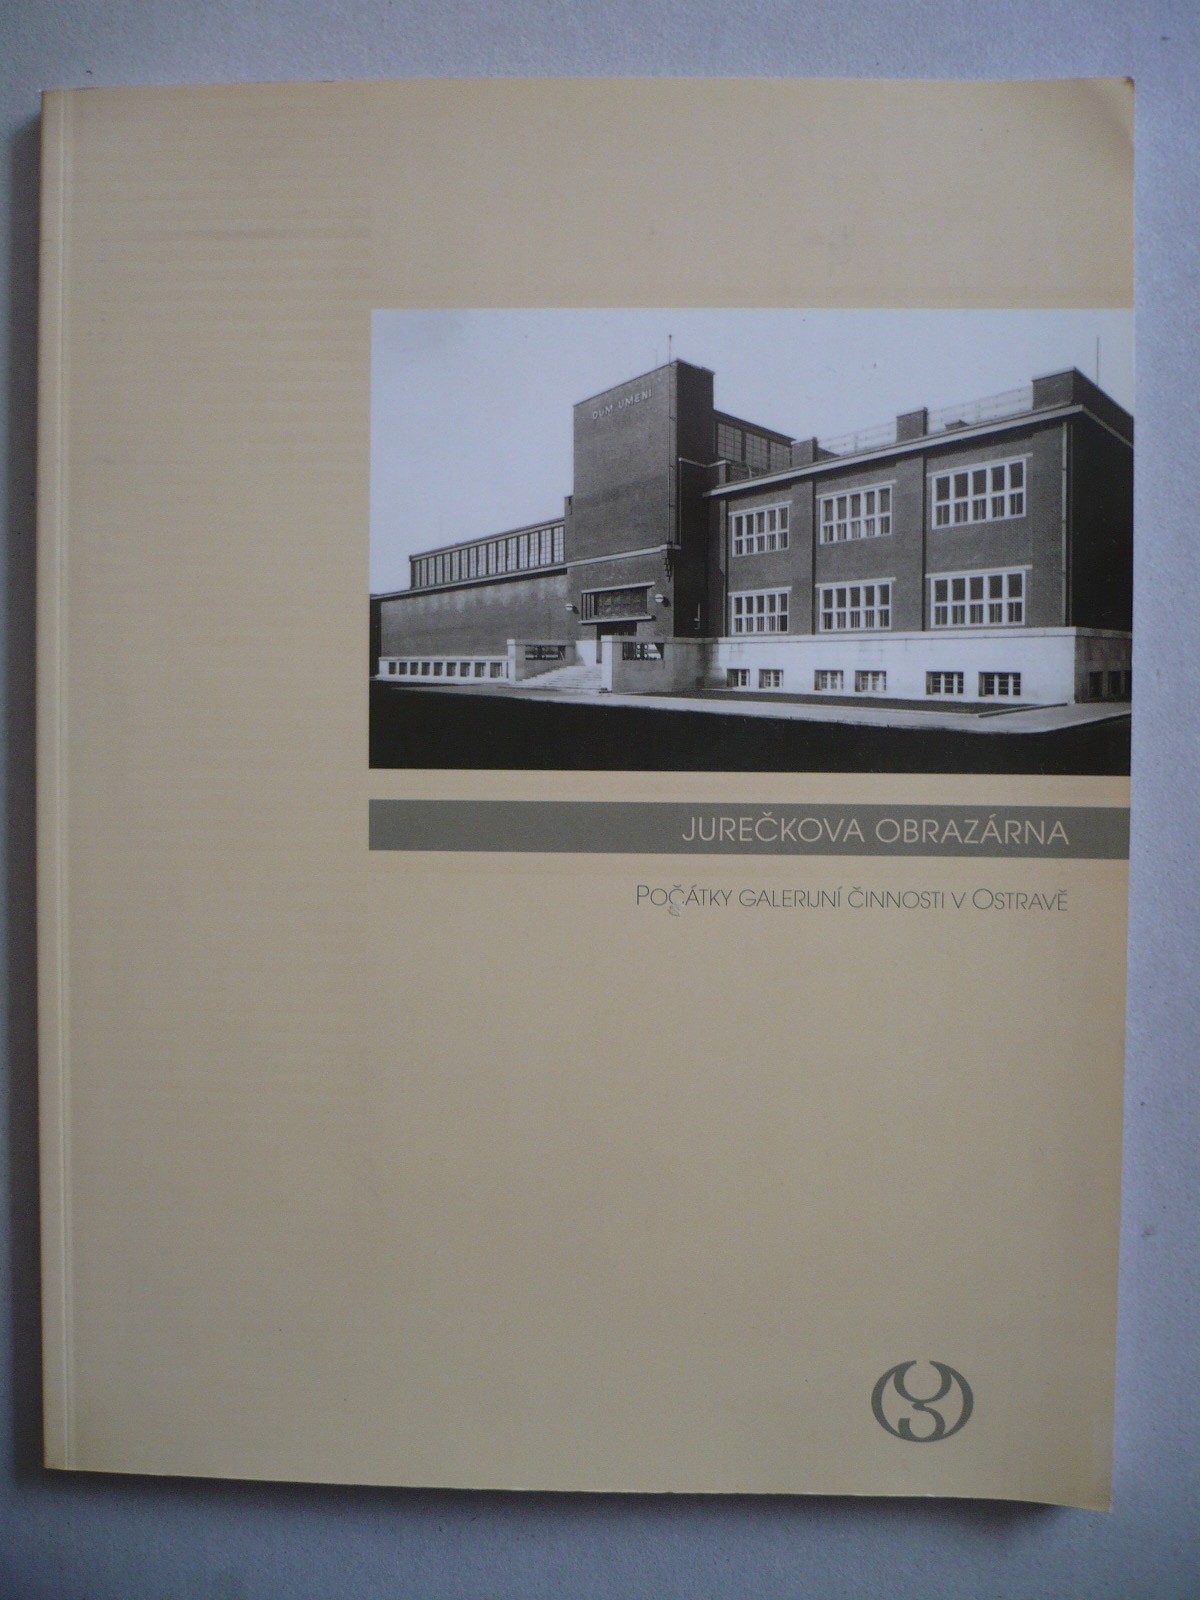 DŮM UMĚNÍ
JUREČKOVA OBRAZÁRNA
POČÁTKY GALERIJNÍ ČINNOSTI V OSTRAVĚ